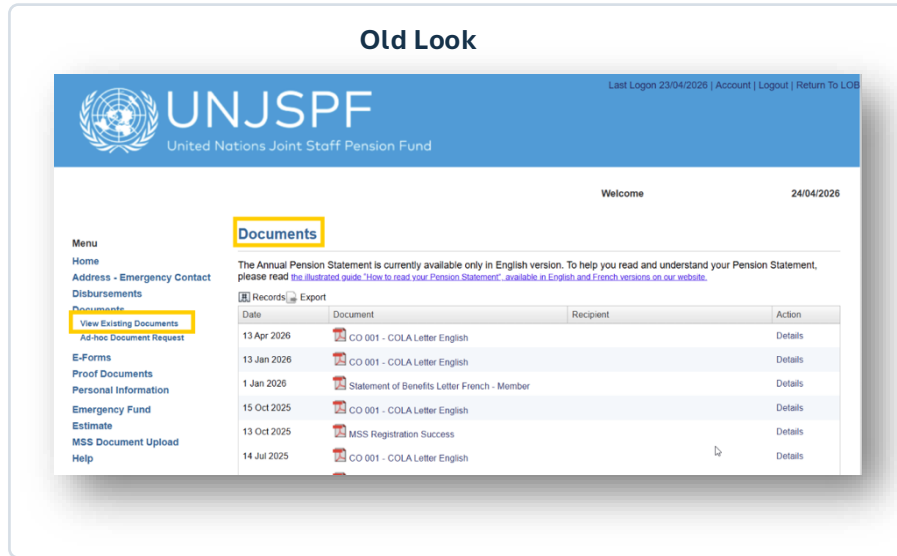 Old Look
Last Logon 23/04/2026 | Account | Logout | Return To LOB
UNJSPF
United Nations Joint Staff Pension Fund
Welcome 24/04/2026
Menu
Home
Address - Emergency Contact
Disbursements
Documents
View Existing Documents
Ad-hoc Document Request
E-Forms
Proof Documents
Personal Information
Emergency Fund
Estimate
MSS Document Upload
Help
Documents
The Annual Pension Statement is currently available only in English version. To help you read and understand your Pension Statement,
please read the illustrated guide "How to read your Pension Statement", available in English and French versions on our website.
Records Export
Date Document Recipient Action
13 Apr 2026 CO 001 - COLA Letter English Details
13 Jan 2026 CO 001 - COLA Letter English Details
1 Jan 2026 Statement of Benefits Letter French - Member Details
15 Oct 2025 CO 001 - COLA Letter English Details
13 Oct 2025 MSS Registration Success Details
14 Jul 2025 CO 001 - COLA Letter English Details